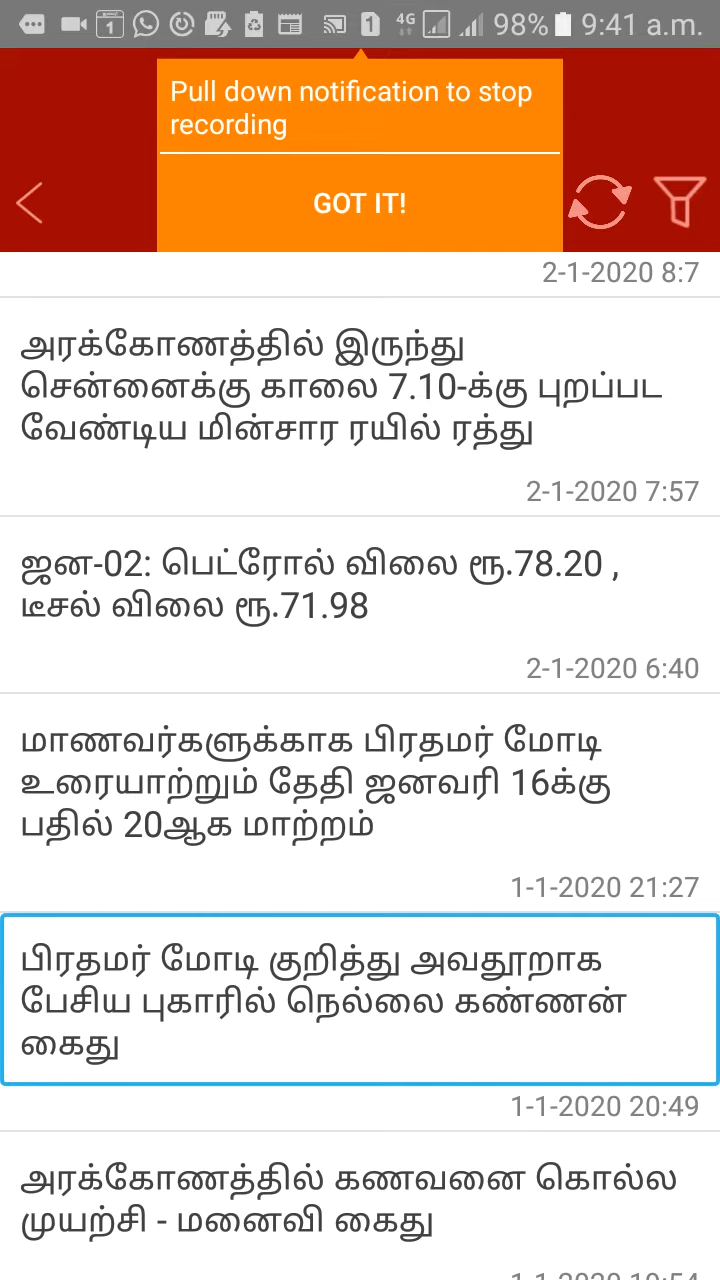 4G 98% 9:41 a.m.
Pull down notification to stop
recording
GOT IT!
2-1-2020 8:7
அரக்கோணத்தில் இருந்து
சென்னைக்கு காலை 7.10-க்கு புறப்பட
வேண்டிய மின்சார ரயில் ரத்து
2-1-2020 7:57
ஜன-02: பெட்ரோல் விலை ரூ.78.20 ,
டீசல் விலை ரூ.71.98
2-1-2020 6:40
மாணவர்களுக்காக பிரதமர் மோடி
உரையாற்றும் தேதி ஜனவரி 16க்கு
பதில் 20ஆக மாற்றம்
1-1-2020 21:27
பிரதமர் மோடி குறித்து அவதூறாக
பேசிய புகாரில் நெல்லை கண்ணன்
கைது
1-1-2020 20:49
அரக்கோணத்தில் கணவனை கொல்ல
முயற்சி - மனைவி கைது